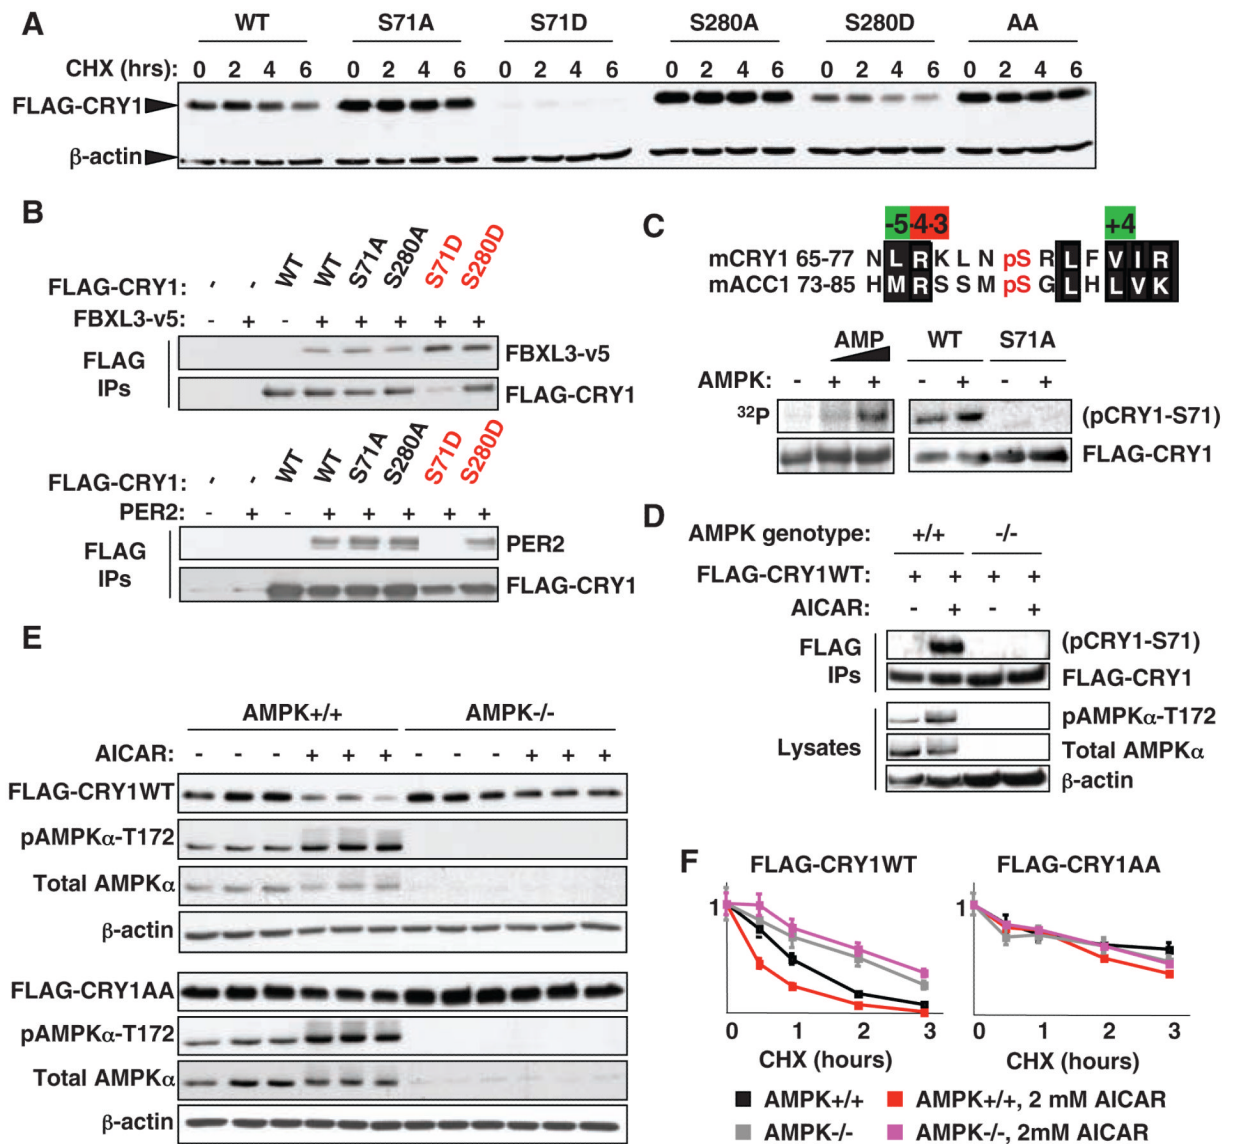 A
WT S71A S71D S280A S280D AA
CHX (hrs): 0 2 4 6 0 2 4 6 0 2 4 6 0 2 4 6 0 2 4 6 0 2 4 6
FLAG-CRY1
β-actin
B
FLAG-CRY1: - - WT WT S71A S280A S71D S280D
FBXL3-v5: - + - + + + + +
FLAG IPs
FBXL3-v5
FLAG-CRY1
FLAG-CRY1: - - WT WT S71A S280A S71D S280D
PER2: - + - + + + + +
FLAG IPs
PER2
FLAG-CRY1
C
-5 -4 -3 +4
mCRY1 65-77 N L R K L N pS R L F V I R
mACC1 73-85 H M R S S M pS G L H L V K
AMP WT S71A
AMPK: - + + - + - +
32P (pCRY1-S71)
FLAG-CRY1
D
AMPK genotype: +/+ -/-
FLAG-CRY1WT: + + + +
AICAR: - + - +
FLAG IPs
(pCRY1-S71)
FLAG-CRY1
Lysates
pAMPKα-T172
Total AMPKα
β-actin
E
AMPK+/+ AMPK-/-
AICAR: - - - + + + - - - + + +
FLAG-CRY1WT
pAMPKα-T172
Total AMPKα
β-actin
FLAG-CRY1AA
pAMPKα-T172
Total AMPKα
β-actin
F
FLAG-CRY1WT FLAG-CRY1AA
1 1
0 1 2 3 0 1 2 3
CHX (hours) CHX (hours)
AMPK+/+ AMPK+/+, 2 mM AICAR
AMPK-/- AMPK-/-, 2mM AICAR